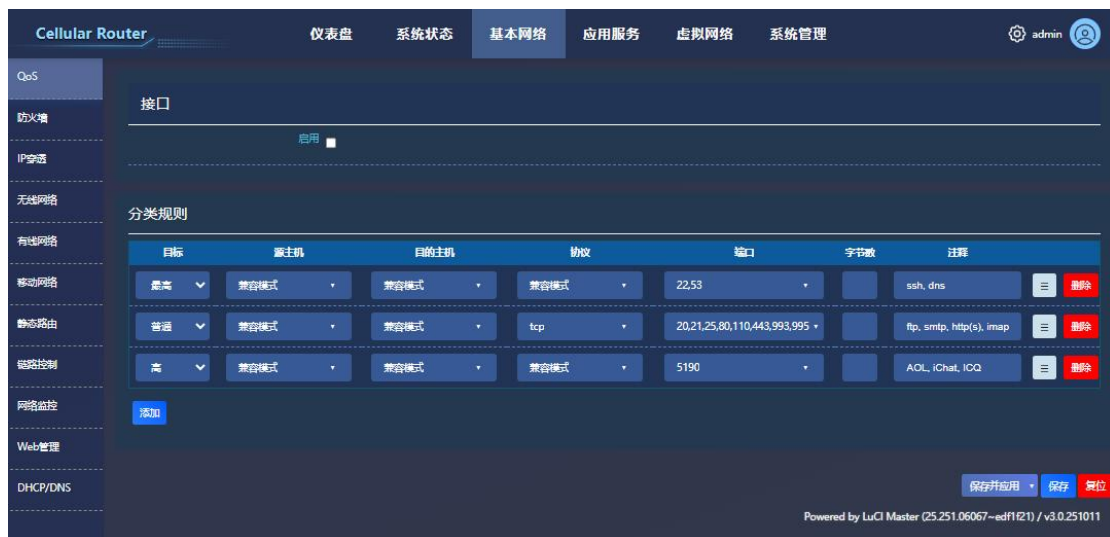 Cellular Router 仪表盘 系统状态 基本网络 应用服务 虚拟网络 系统管理 admin
QoS
防火墙
IP穿透
无线网络
有线网络
移动网络
静态路由
链路控制
网络监控
Web管理
DHCP/DNS
接口
启用
分类规则
目标 源主机 目的主机 协议 端口 字节数 注释
最高 兼容模式 兼容模式 兼容模式 22,53 ssh, dns 删除
普通 兼容模式 兼容模式 tcp 20,21,25,80,110,443,993,995 ftp, smtp, http(s), imap 删除
高 兼容模式 兼容模式 兼容模式 5190 AOL, iChat, ICQ 删除
添加
保存并应用 保存 复位
Powered by LuCI Master (25.251.06067~edf1f21) / v3.0.251011